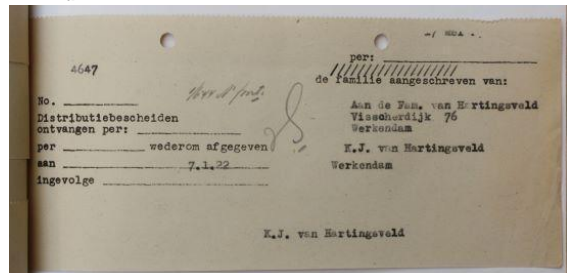 4647
No.
Distributiebescheiden
ontvangen per:
per wederom afgegeven
aan 7.1.22
ingevolge
per:
de familie aangeschreven van:
Aan de Fam. van Hartingsveld
Visscherdijk 76
Werkendam
K.J. van Hartingsveld
Werkendam
K.J. van Hartingsveld